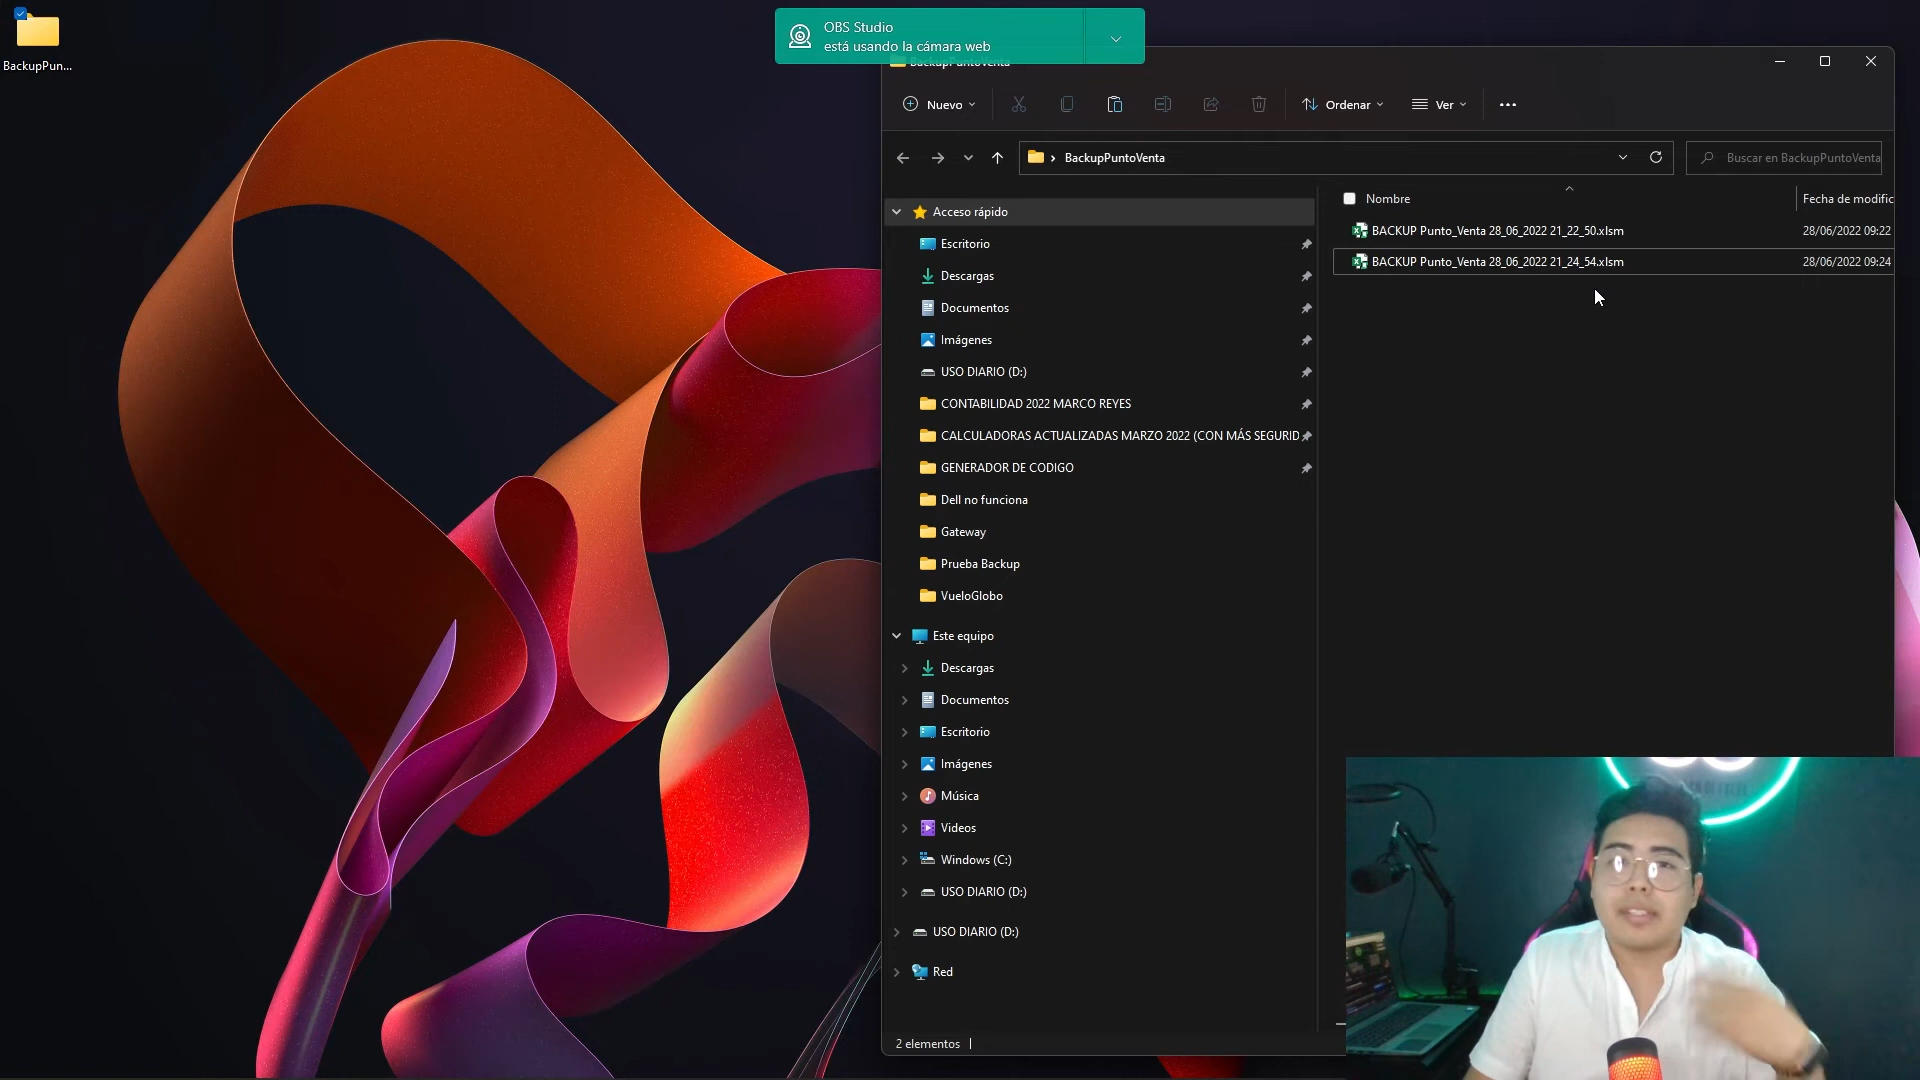 BackupPun...
OBS Studio
está usando la cámara web
BackupPuntoVenta
Nuevo
Ordenar
Ver
BackupPuntoVenta
Buscar en BackupPuntoVenta
Acceso rápido
Escritorio
Descargas
Documentos
Imágenes
USO DIARIO (D:)
CONTABILIDAD 2022 MARCO REYES
CALCULADORAS ACTUALIZADAS MARZO 2022 (CON MÁS SEGURID
GENERADOR DE CODIGO
Dell no funciona
Gateway
Prueba Backup
VueloGlobo
Este equipo
Descargas
Documentos
Escritorio
Imágenes
Música
Videos
Windows (C:)
USO DIARIO (D:)
USO DIARIO (D:)
Red
2 elementos
Nombre
Fecha de modific
BACKUP Punto_Venta 28_06_2022 21_22_50.xlsm
28/06/2022 09:22
BACKUP Punto_Venta 28_06_2022 21_24_54.xlsm
28/06/2022 09:24